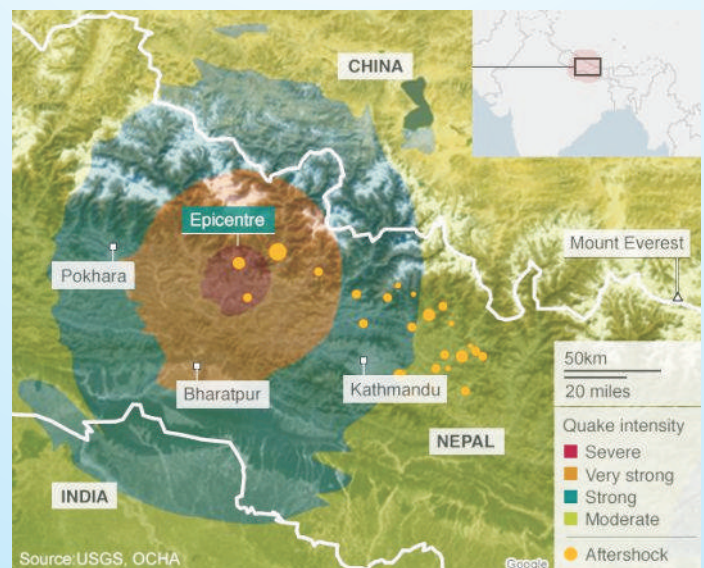 CHINA
Epicentre
Mount Everest
Pokhara
Bharatpur
Kathmandu
NEPAL
INDIA
50km
20 miles
Quake intensity
Severe
Very strong
Strong
Moderate
Aftershock
Source:USGS, OCHA
Google